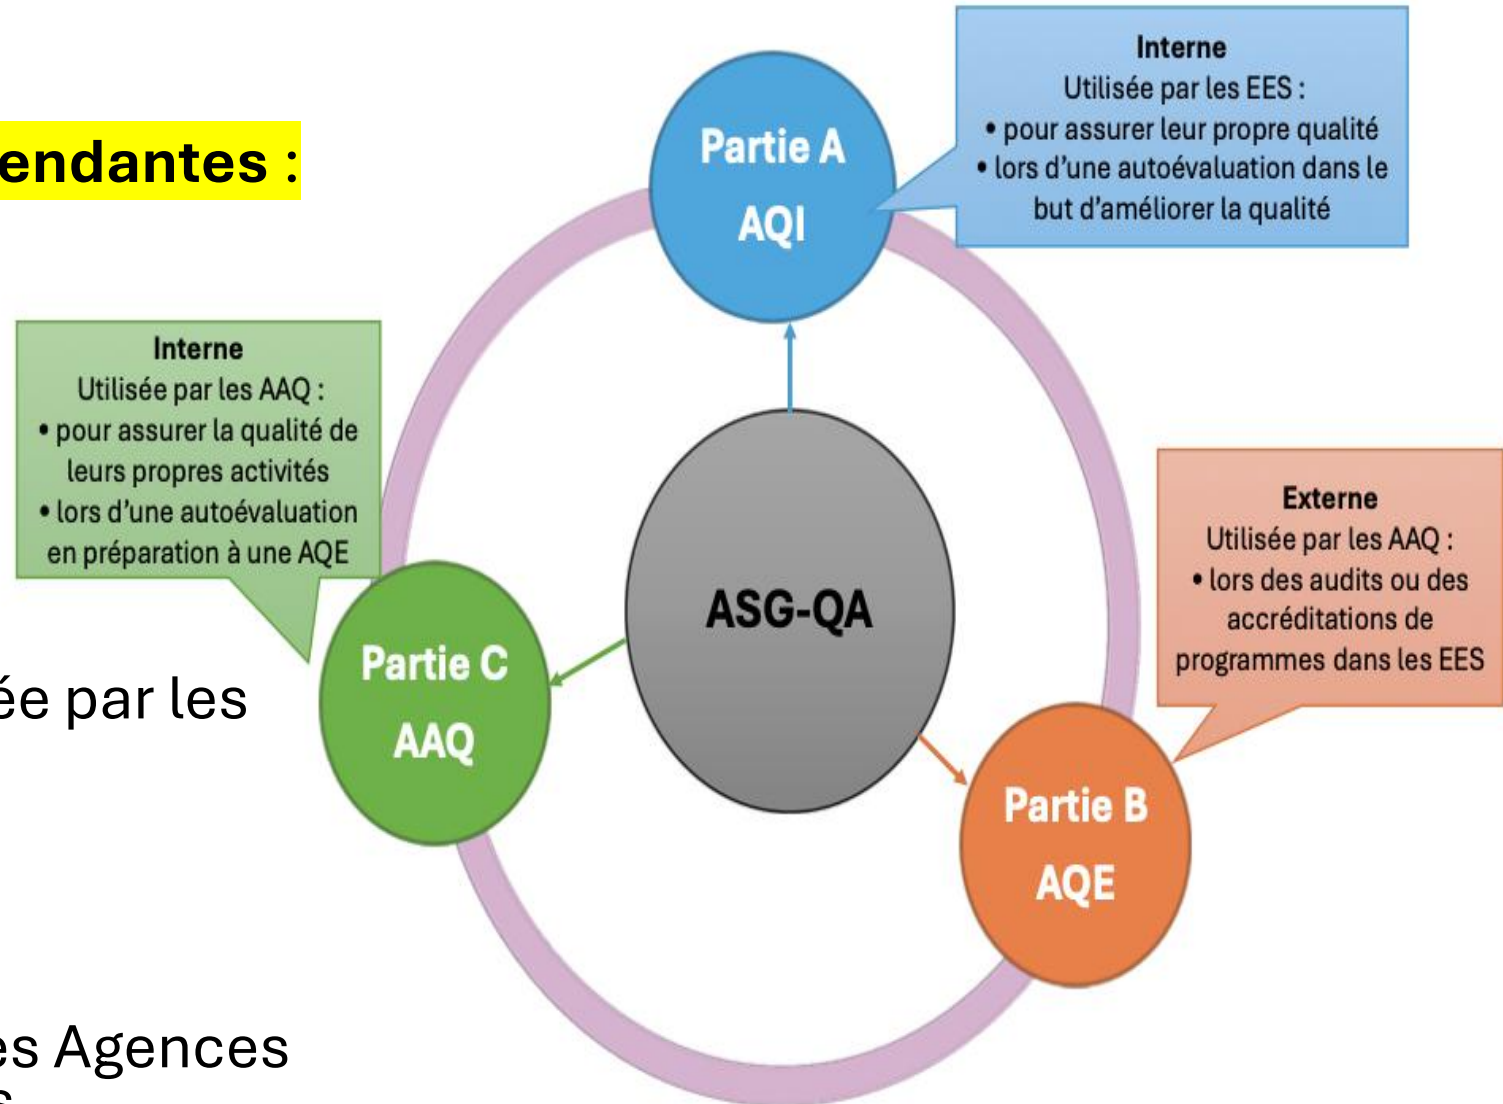 endantes :
Partie A
AQI
Interne
Utilisée par les EES :
• pour assurer leur propre qualité
• lors d'une autoévaluation dans le
but d'améliorer la qualité
Interne
Utilisée par les AAQ :
• pour assurer la qualité de
leurs propres activités
• lors d'une autoévaluation
en préparation à une AQE
ASG-QA
Externe
Utilisée par les AAQ :
• lors des audits ou des
accréditations de
programmes dans les EES
Partie C
AAQ
ée par les
Partie B
AQE
es Agences